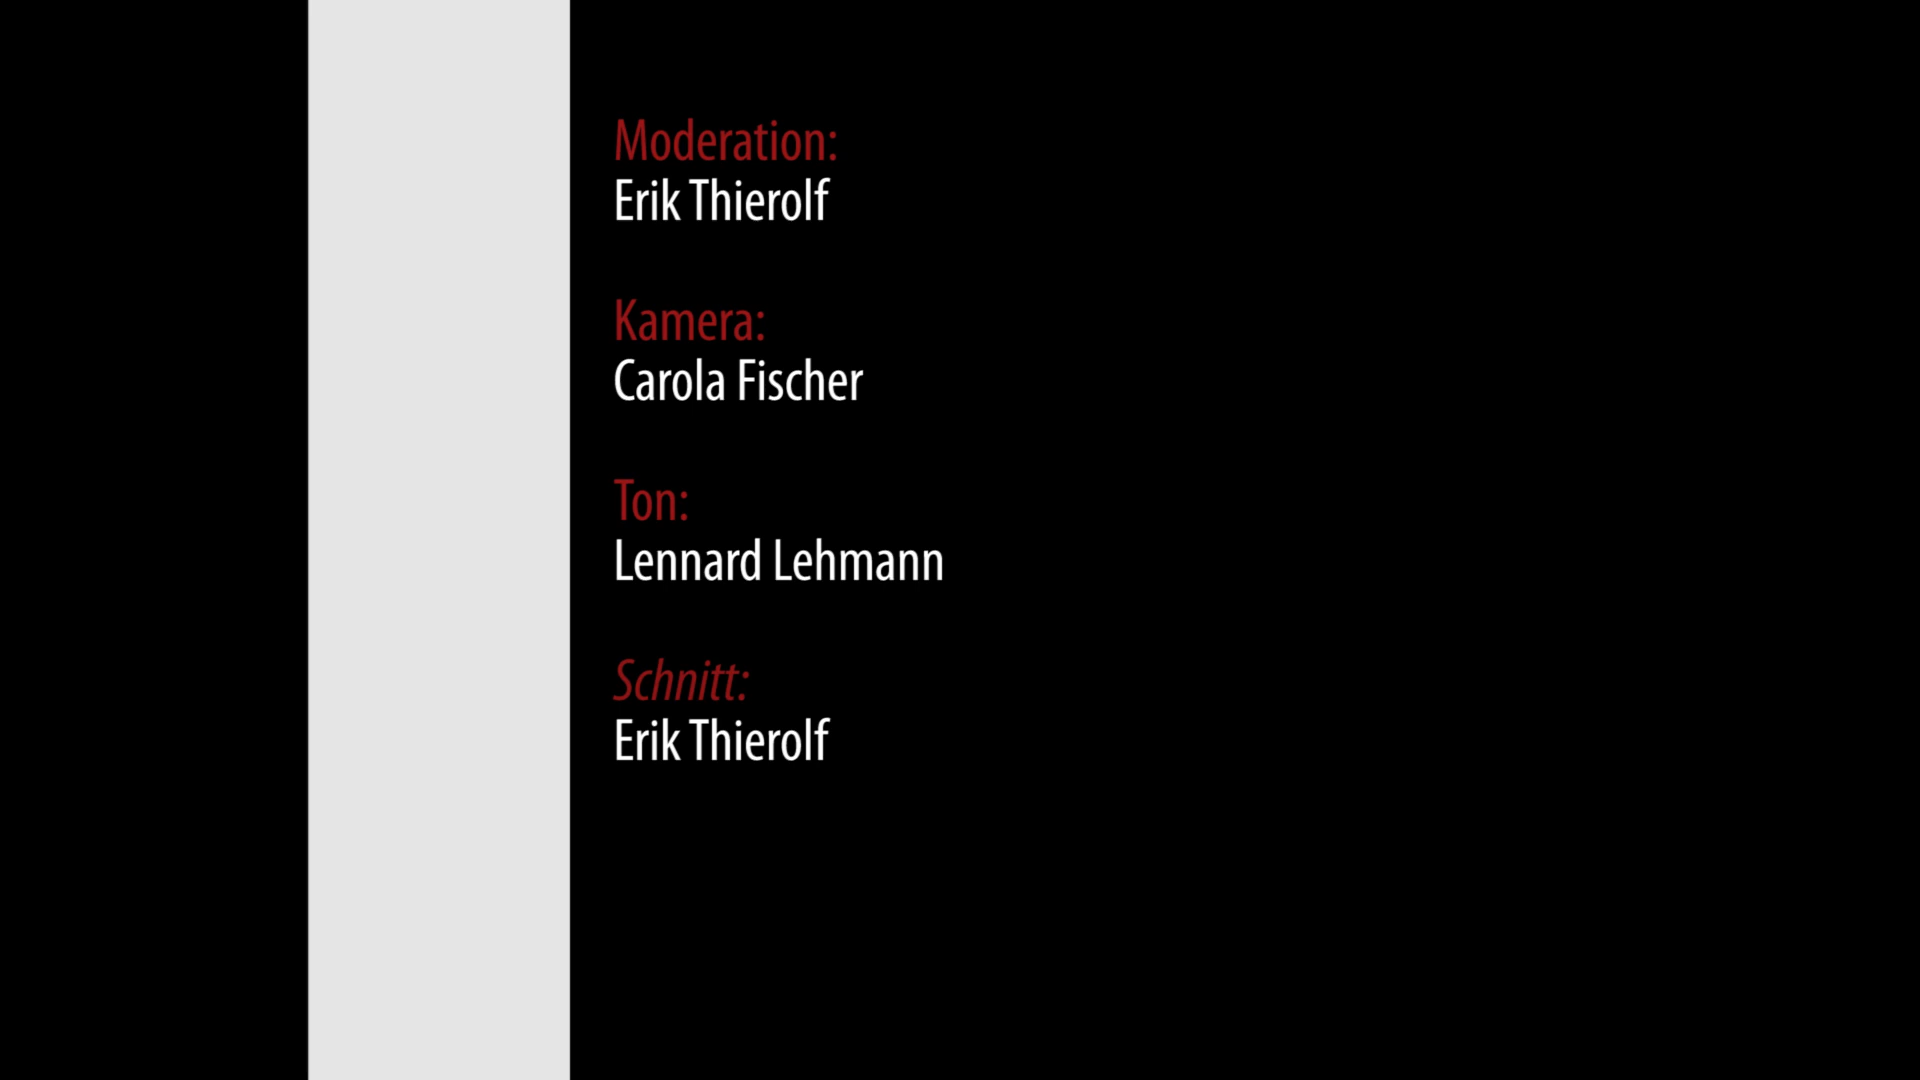 Moderation:
Erik Thierolf
Kamera:
Carola Fischer
Ton:
Lennard Lehmann
Schnitt:
Erik Thierolf